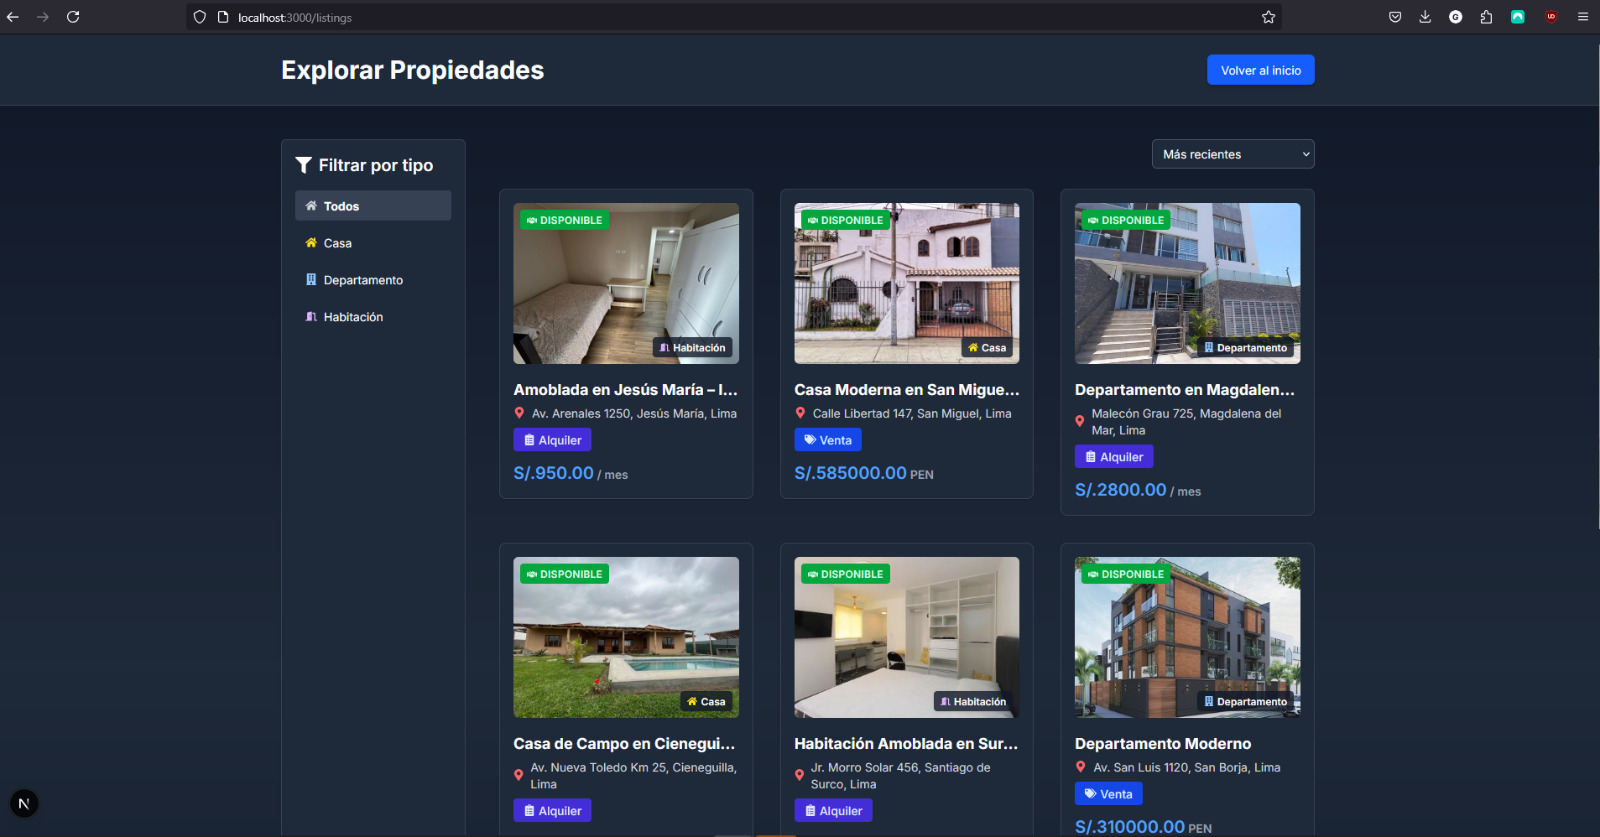 localhost:3000/listings
Explorar Propiedades
Volver al inicio
Filtrar por tipo
Todos
Casa
Departamento
Habitación
Más recientes
DISPONIBLE
Habitación
Amoblada en Jesús María – I...
Av. Arenales 1250, Jesús María, Lima
Alquiler
S/.950.00 / mes
DISPONIBLE
Casa
Casa Moderna en San Migue...
Calle Libertad 147, San Miguel, Lima
Venta
S/.585000.00 PEN
DISPONIBLE
Departamento
Departamento en Magdalen...
Malecón Grau 725, Magdalena del
Mar, Lima
Alquiler
S/.2800.00 / mes
DISPONIBLE
Casa
Casa de Campo en Cienegui...
Av. Nueva Toledo Km 25, Cieneguilla,
Lima
Alquiler
DISPONIBLE
Habitación
Habitación Amoblada en Sur...
Jr. Morro Solar 456, Santiago de
Surco, Lima
Alquiler
DISPONIBLE
Departamento
Departamento Moderno
Av. San Luis 1120, San Borja, Lima
Venta
S/.310000.00 PEN
N